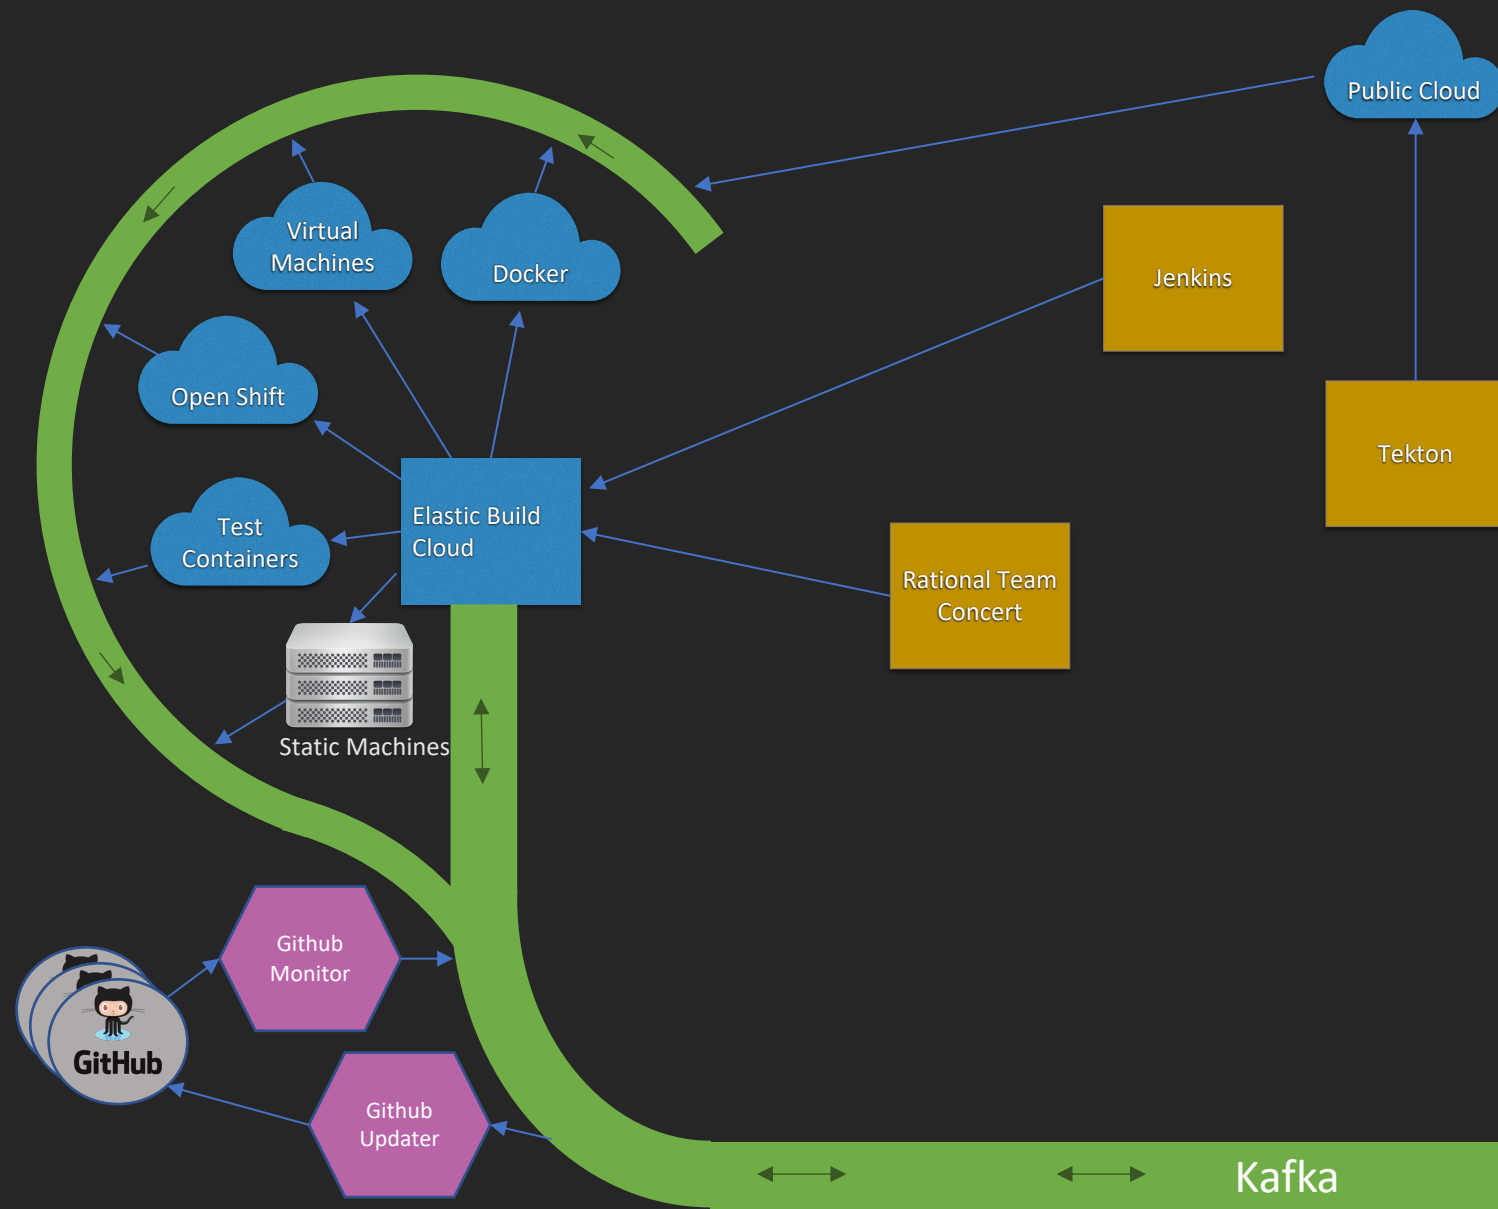 Public Cloud
Virtual
Machines
Docker
Jenkins
Open Shift
Tekton
Test
Containers
Elastic Build
Cloud
Rational Team
Concert
Static Machines
Github
Monitor
GitHub
Github
Updater
Kafka